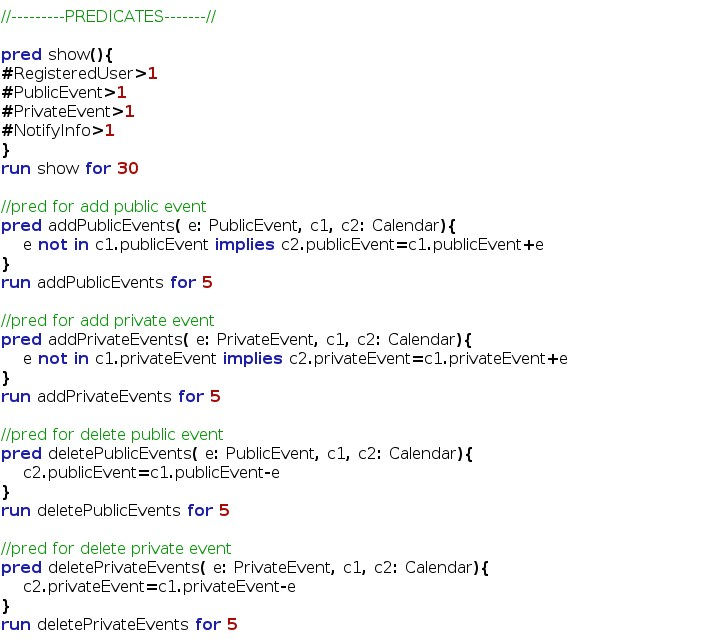 //---------PREDICATES-------//
pred show(){
#RegisteredUser>1
#PublicEvent>1
#PrivateEvent>1
#NotifyInfo>1
}
run show for 30
//pred for add public event
pred addPublicEvents( e: PublicEvent, c1, c2: Calendar){
e not in c1.publicEvent implies c2.publicEvent=c1.publicEvent+e
}
run addPublicEvents for 5
//pred for add private event
pred addPrivateEvents( e: PrivateEvent, c1, c2: Calendar){
e not in c1.privateEvent implies c2.privateEvent=c1.privateEvent+e
}
run addPrivateEvents for 5
//pred for delete public event
pred deletePublicEvents( e: PublicEvent, c1, c2: Calendar){
c2.publicEvent=c1.publicEvent-e
}
run deletePublicEvents for 5
//pred for delete private event
pred deletePrivateEvents( e: PrivateEvent, c1, c2: Calendar){
c2.privateEvent=c1.privateEvent-e
}
run deletePrivateEvents for 5